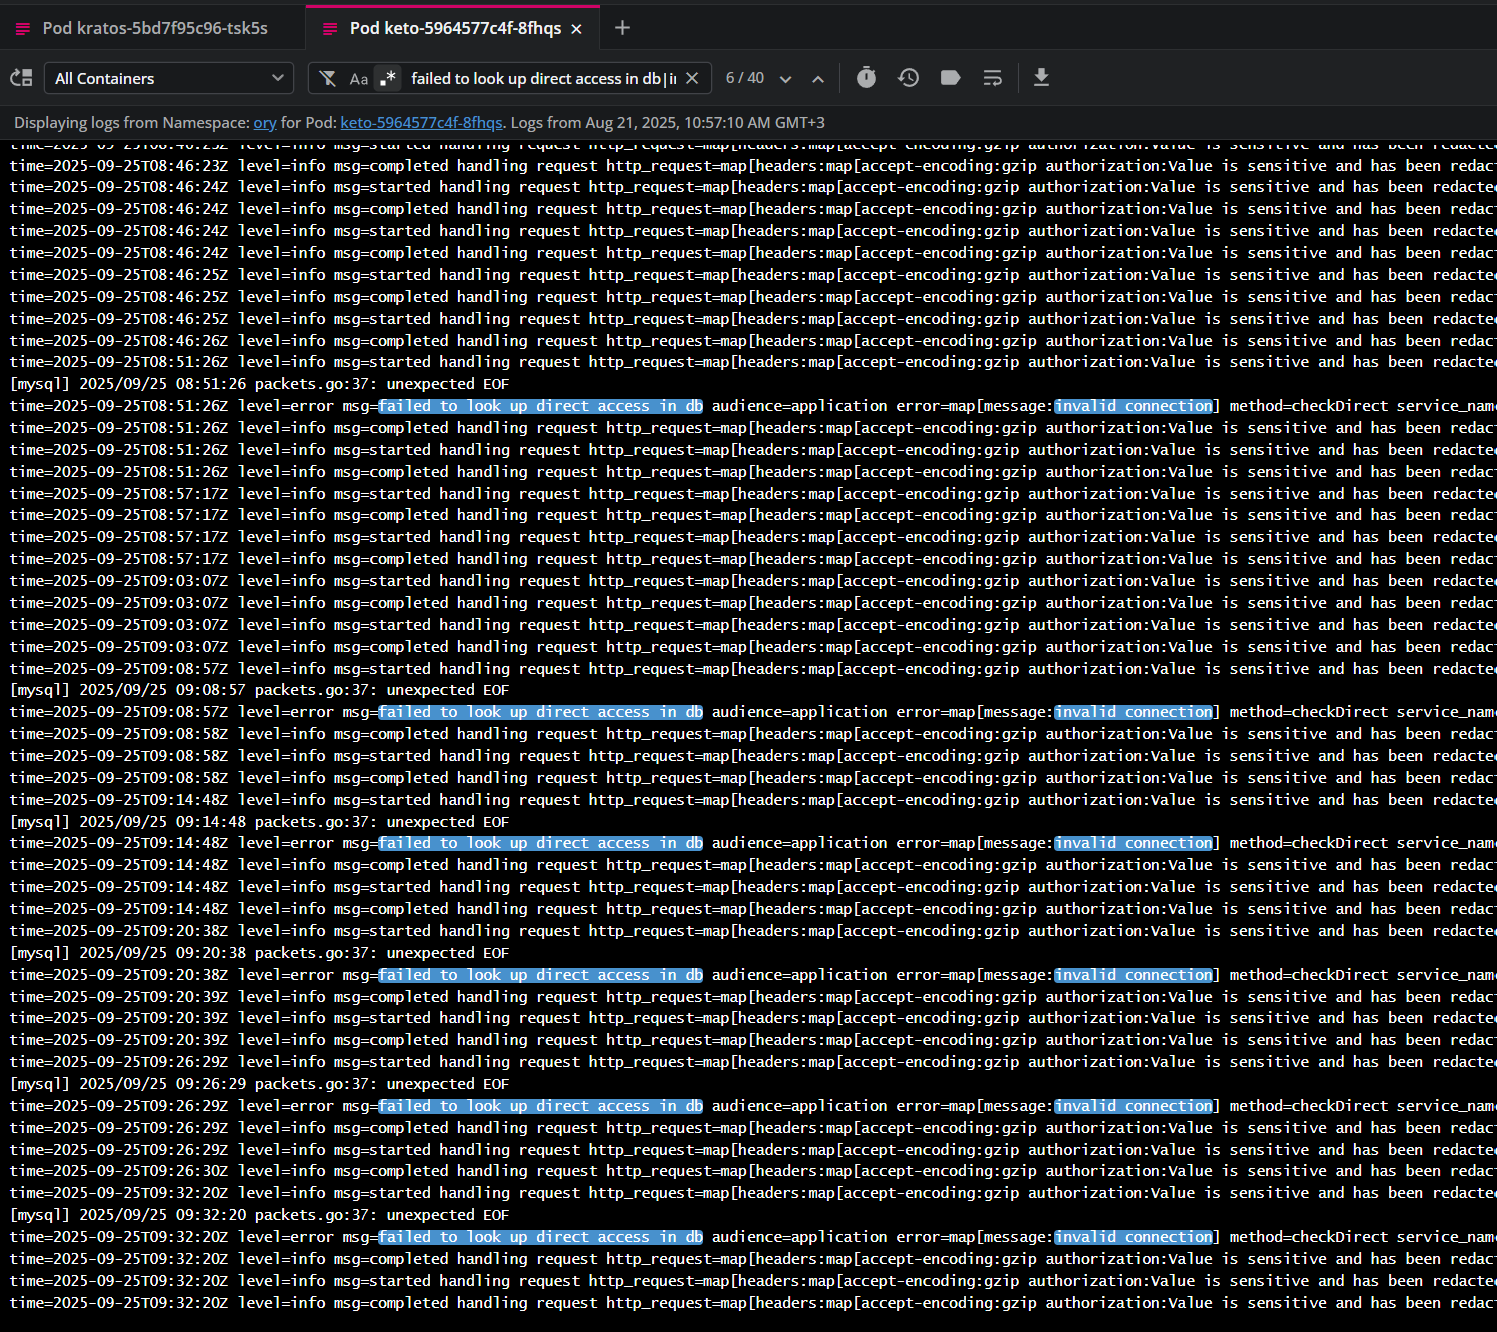 Pod kratos-5bd7f95c96-tsk5s
Pod keto-5964577c4f-8fhqs
All Containers
Aa
failed to look up direct access in db|
6 / 40
Displaying logs from Namespace: ory for Pod: keto-5964577c4f-8fhqs. Logs from Aug 21, 2025, 10:57:10 AM GMT+3
time=2025-09-25T08:46:23Z level=info msg=started handling request http_request=map[headers:map[accept-encoding:gzip authorization:Value is sensitive and has been redacte
time=2025-09-25T08:46:23Z level=info msg=completed handling request http_request=map[headers:map[accept-encoding:gzip authorization:Value is sensitive and has been redact
time=2025-09-25T08:46:24Z level=info msg=started handling request http_request=map[headers:map[accept-encoding:gzip authorization:Value is sensitive and has been redacte
time=2025-09-25T08:46:24Z level=info msg=completed handling request http_request=map[headers:map[accept-encoding:gzip authorization:Value is sensitive and has been redact
time=2025-09-25T08:46:24Z level=info msg=started handling request http_request=map[headers:map[accept-encoding:gzip authorization:Value is sensitive and has been redacte
time=2025-09-25T08:46:24Z level=info msg=completed handling request http_request=map[headers:map[accept-encoding:gzip authorization:Value is sensitive and has been redact
time=2025-09-25T08:46:25Z level=info msg=started handling request http_request=map[headers:map[accept-encoding:gzip authorization:Value is sensitive and has been redacte
time=2025-09-25T08:46:25Z level=info msg=completed handling request http_request=map[headers:map[accept-encoding:gzip authorization:Value is sensitive and has been redact
time=2025-09-25T08:46:25Z level=info msg=started handling request http_request=map[headers:map[accept-encoding:gzip authorization:Value is sensitive and has been redacte
time=2025-09-25T08:46:26Z level=info msg=completed handling request http_request=map[headers:map[accept-encoding:gzip authorization:Value is sensitive and has been redact
time=2025-09-25T08:51:26Z level=info msg=started handling request http_request=map[headers:map[accept-encoding:gzip authorization:Value is sensitive and has been redacte
[mysql] 2025/09/25 08:51:26 packets.go:37: unexpected EOF
time=2025-09-25T08:51:26Z level=error msg=failed to look up direct access in db audience=application error=map[message:invalid connection] method=checkDirect service_name
time=2025-09-25T08:51:26Z level=info msg=completed handling request http_request=map[headers:map[accept-encoding:gzip authorization:Value is sensitive and has been redact
time=2025-09-25T08:51:26Z level=info msg=started handling request http_request=map[headers:map[accept-encoding:gzip authorization:Value is sensitive and has been redacte
time=2025-09-25T08:51:26Z level=info msg=completed handling request http_request=map[headers:map[accept-encoding:gzip authorization:Value is sensitive and has been redact
time=2025-09-25T08:57:17Z level=info msg=started handling request http_request=map[headers:map[accept-encoding:gzip authorization:Value is sensitive and has been redacte
time=2025-09-25T08:57:17Z level=info msg=completed handling request http_request=map[headers:map[accept-encoding:gzip authorization:Value is sensitive and has been redact
time=2025-09-25T08:57:17Z level=info msg=started handling request http_request=map[headers:map[accept-encoding:gzip authorization:Value is sensitive and has been redacte
time=2025-09-25T08:57:17Z level=info msg=completed handling request http_request=map[headers:map[accept-encoding:gzip authorization:Value is sensitive and has been redact
time=2025-09-25T09:03:07Z level=info msg=started handling request http_request=map[headers:map[accept-encoding:gzip authorization:Value is sensitive and has been redacte
time=2025-09-25T09:03:07Z level=info msg=completed handling request http_request=map[headers:map[accept-encoding:gzip authorization:Value is sensitive and has been redact
time=2025-09-25T09:03:07Z level=info msg=started handling request http_request=map[headers:map[accept-encoding:gzip authorization:Value is sensitive and has been redacte
time=2025-09-25T09:03:07Z level=info msg=completed handling request http_request=map[headers:map[accept-encoding:gzip authorization:Value is sensitive and has been redact
time=2025-09-25T09:08:57Z level=info msg=started handling request http_request=map[headers:map[accept-encoding:gzip authorization:Value is sensitive and has been redacte
[mysql] 2025/09/25 09:08:57 packets.go:37: unexpected EOF
time=2025-09-25T09:08:57Z level=error msg=failed to look up direct access in db audience=application error=map[message:invalid connection] method=checkDirect service_name
time=2025-09-25T09:08:58Z level=info msg=completed handling request http_request=map[headers:map[accept-encoding:gzip authorization:Value is sensitive and has been redact
time=2025-09-25T09:08:58Z level=info msg=started handling request http_request=map[headers:map[accept-encoding:gzip authorization:Value is sensitive and has been redacte
time=2025-09-25T09:08:58Z level=info msg=completed handling request http_request=map[headers:map[accept-encoding:gzip authorization:Value is sensitive and has been redact
time=2025-09-25T09:14:48Z level=info msg=started handling request http_request=map[headers:map[accept-encoding:gzip authorization:Value is sensitive and has been redacte
[mysql] 2025/09/25 09:14:48 packets.go:37: unexpected EOF
time=2025-09-25T09:14:48Z level=error msg=failed to look up direct access in db audience=application error=map[message:invalid connection] method=checkDirect service_name
time=2025-09-25T09:14:48Z level=info msg=completed handling request http_request=map[headers:map[accept-encoding:gzip authorization:Value is sensitive and has been redact
time=2025-09-25T09:14:48Z level=info msg=started handling request http_request=map[headers:map[accept-encoding:gzip authorization:Value is sensitive and has been redacte
time=2025-09-25T09:14:48Z level=info msg=completed handling request http_request=map[headers:map[accept-encoding:gzip authorization:Value is sensitive and has been redact
time=2025-09-25T09:20:38Z level=info msg=started handling request http_request=map[headers:map[accept-encoding:gzip authorization:Value is sensitive and has been redacte
[mysql] 2025/09/25 09:20:38 packets.go:37: unexpected EOF
time=2025-09-25T09:20:38Z level=error msg=failed to look up direct access in db audience=application error=map[message:invalid connection] method=checkDirect service_name
time=2025-09-25T09:20:39Z level=info msg=completed handling request http_request=map[headers:map[accept-encoding:gzip authorization:Value is sensitive and has been redact
time=2025-09-25T09:20:39Z level=info msg=started handling request http_request=map[headers:map[accept-encoding:gzip authorization:Value is sensitive and has been redacte
time=2025-09-25T09:20:39Z level=info msg=completed handling request http_request=map[headers:map[accept-encoding:gzip authorization:Value is sensitive and has been redact
time=2025-09-25T09:26:29Z level=info msg=started handling request http_request=map[headers:map[accept-encoding:gzip authorization:Value is sensitive and has been redacte
[mysql] 2025/09/25 09:26:29 packets.go:37: unexpected EOF
time=2025-09-25T09:26:29Z level=error msg=failed to look up direct access in db audience=application error=map[message:invalid connection] method=checkDirect service_name
time=2025-09-25T09:26:29Z level=info msg=completed handling request http_request=map[headers:map[accept-encoding:gzip authorization:Value is sensitive and has been redact
time=2025-09-25T09:26:29Z level=info msg=started handling request http_request=map[headers:map[accept-encoding:gzip authorization:Value is sensitive and has been redacte
time=2025-09-25T09:26:30Z level=info msg=completed handling request http_request=map[headers:map[accept-encoding:gzip authorization:Value is sensitive and has been redact
time=2025-09-25T09:32:20Z level=info msg=started handling request http_request=map[headers:map[accept-encoding:gzip authorization:Value is sensitive and has been redacte
[mysql] 2025/09/25 09:32:20 packets.go:37: unexpected EOF
time=2025-09-25T09:32:20Z level=error msg=failed to look up direct access in db audience=application error=map[message:invalid connection] method=checkDirect service_name
time=2025-09-25T09:32:20Z level=info msg=completed handling request http_request=map[headers:map[accept-encoding:gzip authorization:Value is sensitive and has been redact
time=2025-09-25T09:32:20Z level=info msg=started handling request http_request=map[headers:map[accept-encoding:gzip authorization:Value is sensitive and has been redacte
time=2025-09-25T09:32:20Z level=info msg=completed handling request http_request=map[headers:map[accept-encoding:gzip authorization:Value is sensitive and has been redact